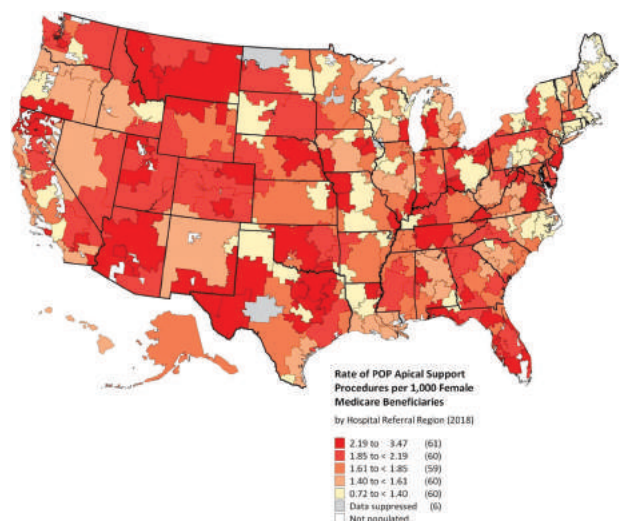 Rate of POP Apical Support
Procedures per 1,000 Female
Medicare Beneficiaries
by Hospital Referral Region (2018)
2.19 to 3.47 (61)
1.85 to < 2.19 (60)
1.61 to < 1.85 (59)
1.40 to < 1.61 (60)
0.72 to < 1.40 (60)
Data suppressed (6)
Not populated